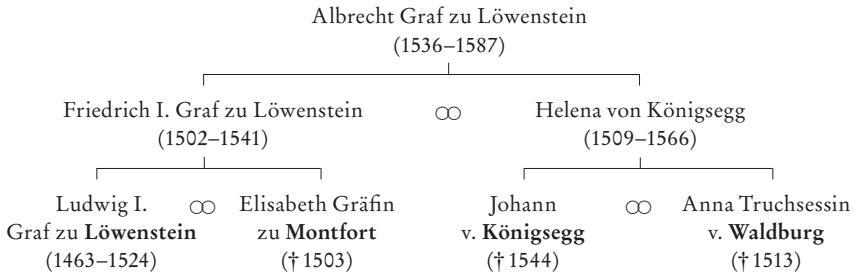 Albrecht Graf zu Löwenstein
(1536–1587)
Friedrich I. Graf zu Löwenstein ⚭ Helena von Königsegg
(1502–1541) (1509–1566)
Ludwig I. ⚭ Elisabeth Gräfin Johann ⚭ Anna Truchsessin
Graf zu Löwenstein zu Montfort v. Königsegg v. Waldburg
(1463–1524) († 1503) († 1544) († 1513)